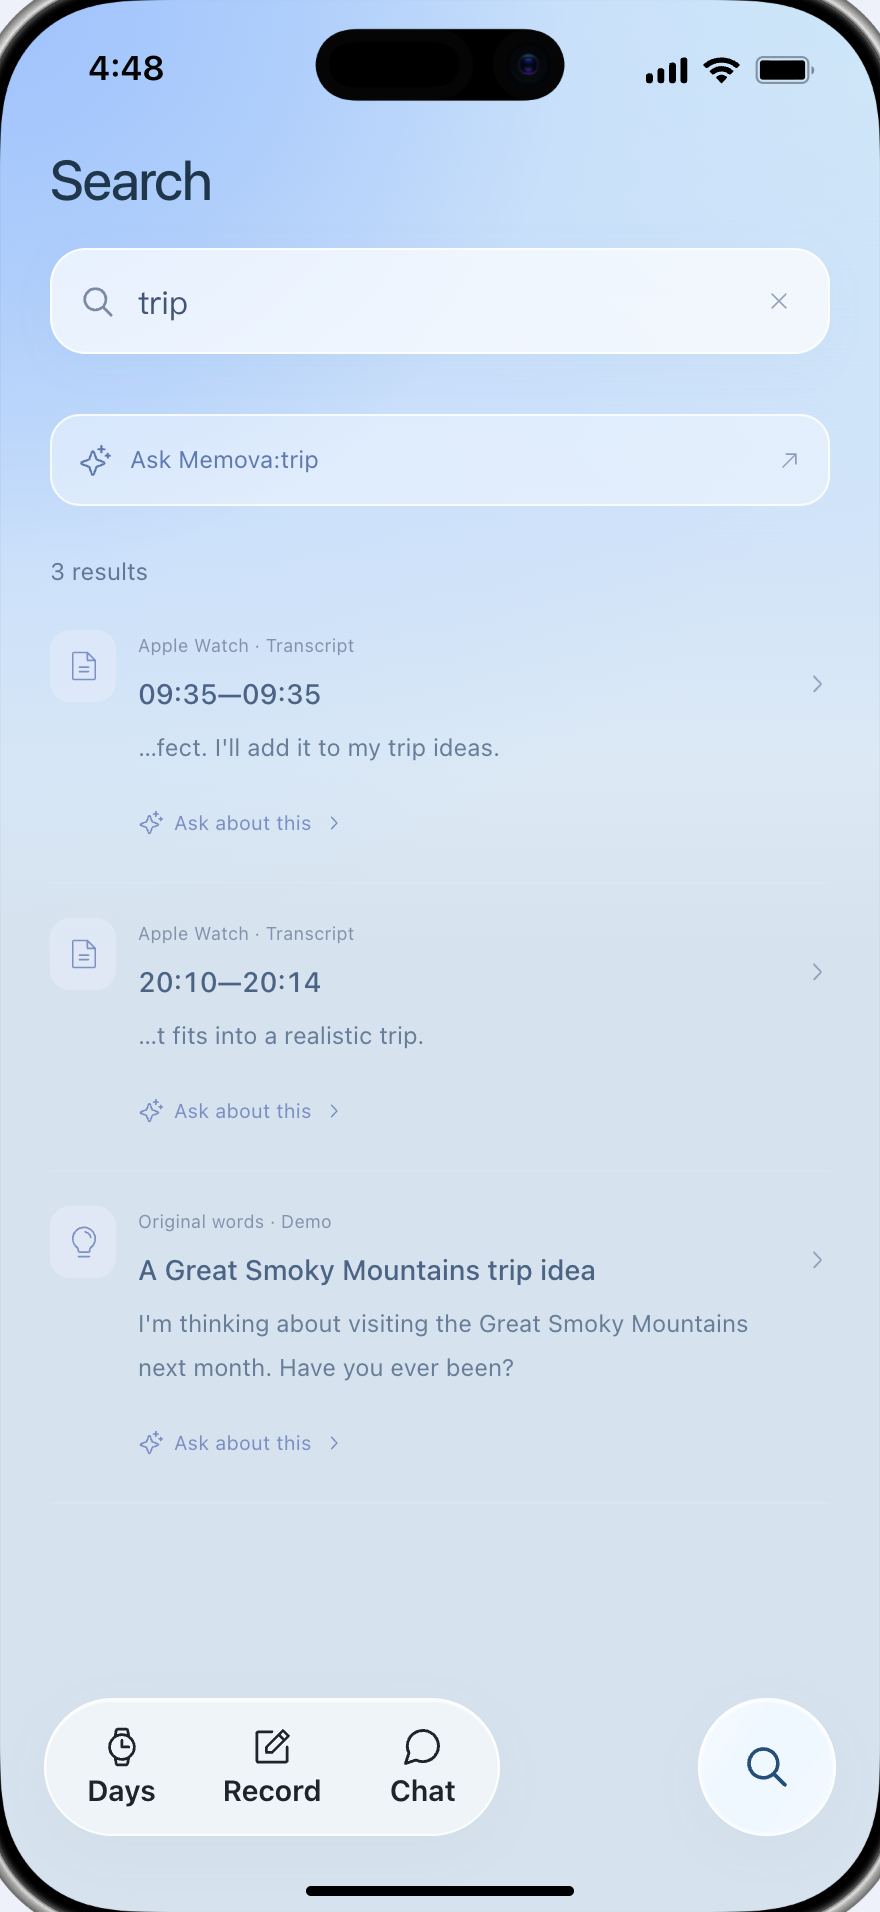 4:48
Search
trip
Ask Memova:trip
3 results
Apple Watch · Transcript
09:35—09:35
...fect. I'll add it to my trip ideas.
Ask about this
Apple Watch · Transcript
20:10—20:14
...t fits into a realistic trip.
Ask about this
Original words · Demo
A Great Smoky Mountains trip idea
I'm thinking about visiting the Great Smoky Mountains
next month. Have you ever been?
Ask about this
Days
Record
Chat